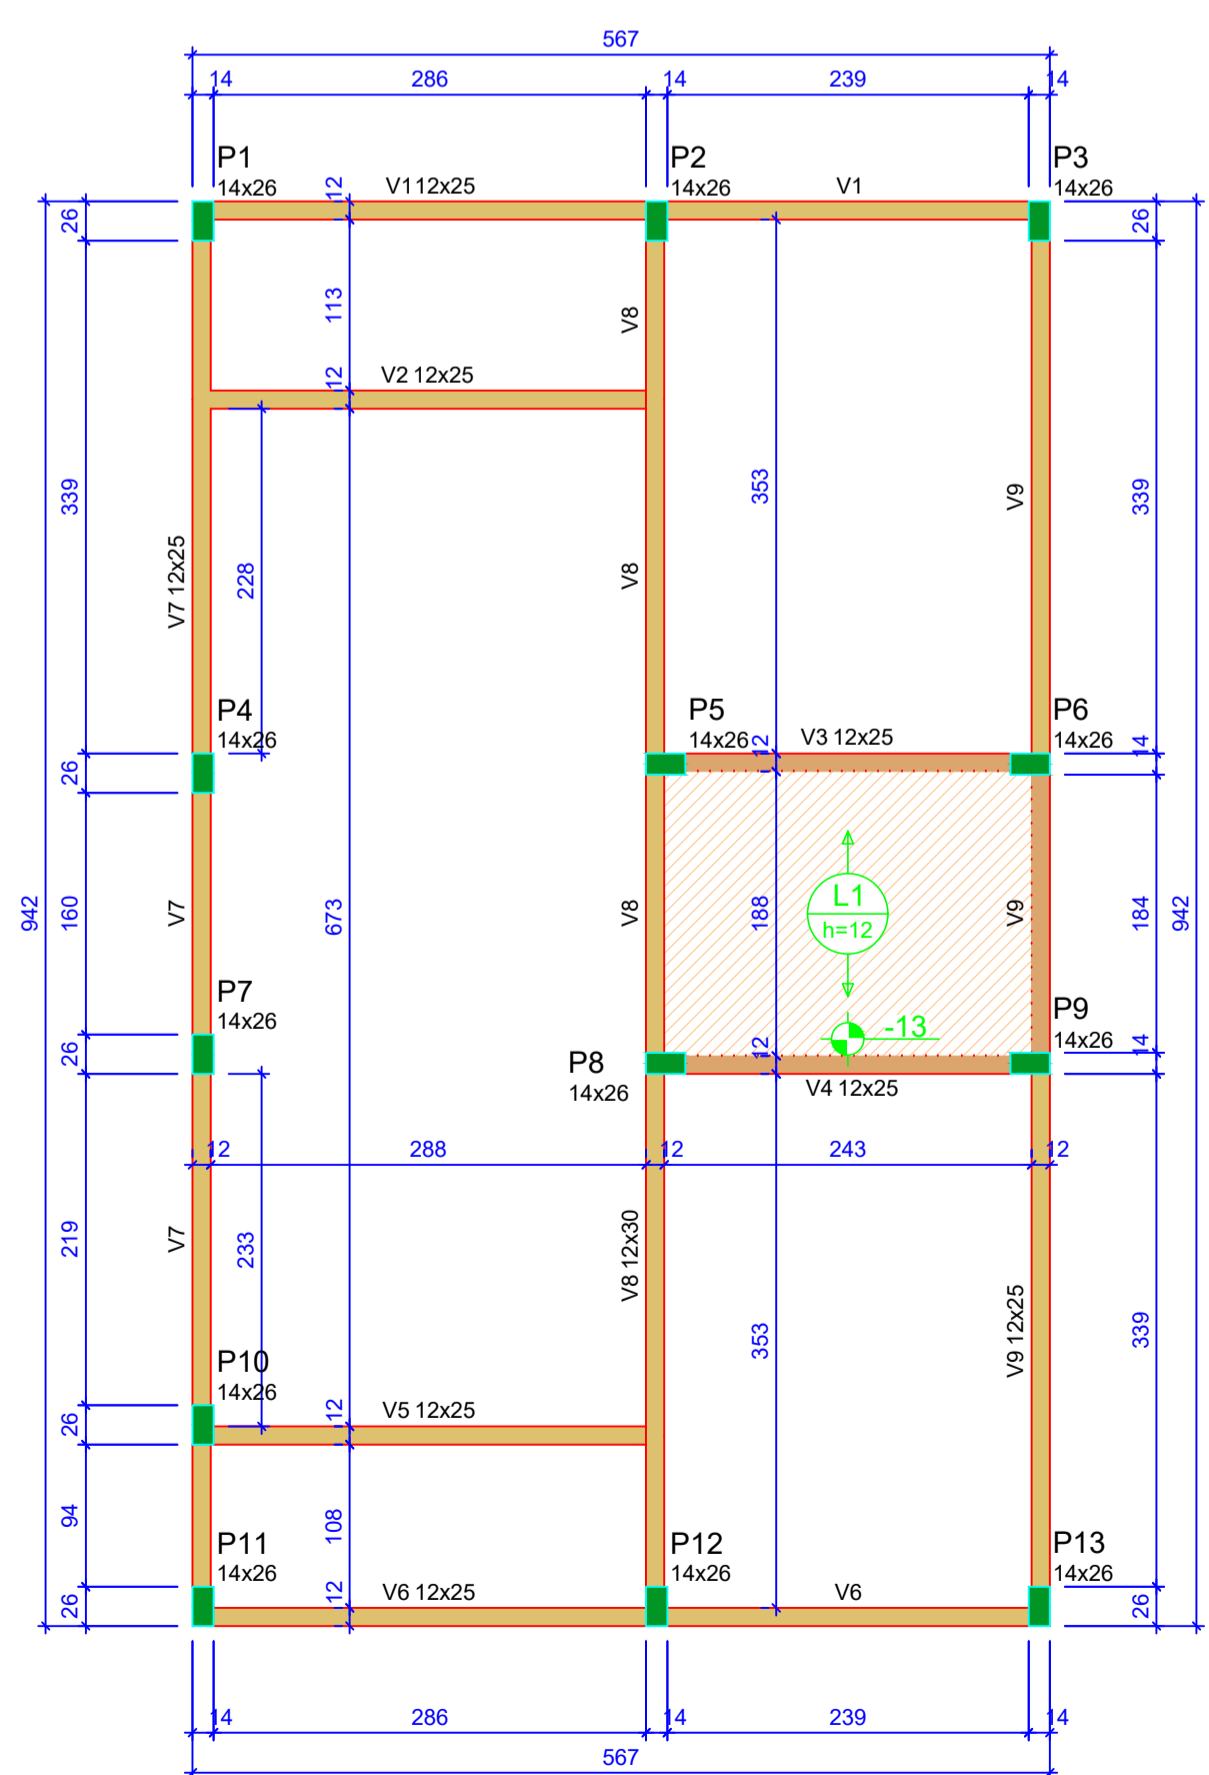 567
14 286 14 239 14
P1
14x26
12
V1 12x25
P2
14x26
V1
P3
14x26
26
26
113
V8
V2 12x25
12
339
V7 12x25
228
V8
353
V9
339
P4
14x26
P5
14x26
12
V3 12x25
P6
14x26
14
26
942
160
V7
673
V8
188
L1
h=12
V9
184
942
P7
14x26
-13
P9
14x26
26
P8
14x26
12
14
V4 12x25
12 288 12 243 12
219
V7
233
V8 12x30
V9 12x25
353
339
P10
14x26
26
12
V5 12x25
94
108
P11
14x26
P12
14x26
P13
14x26
26
12
V6 12x25
V6
26
14 286 14 239 14
567